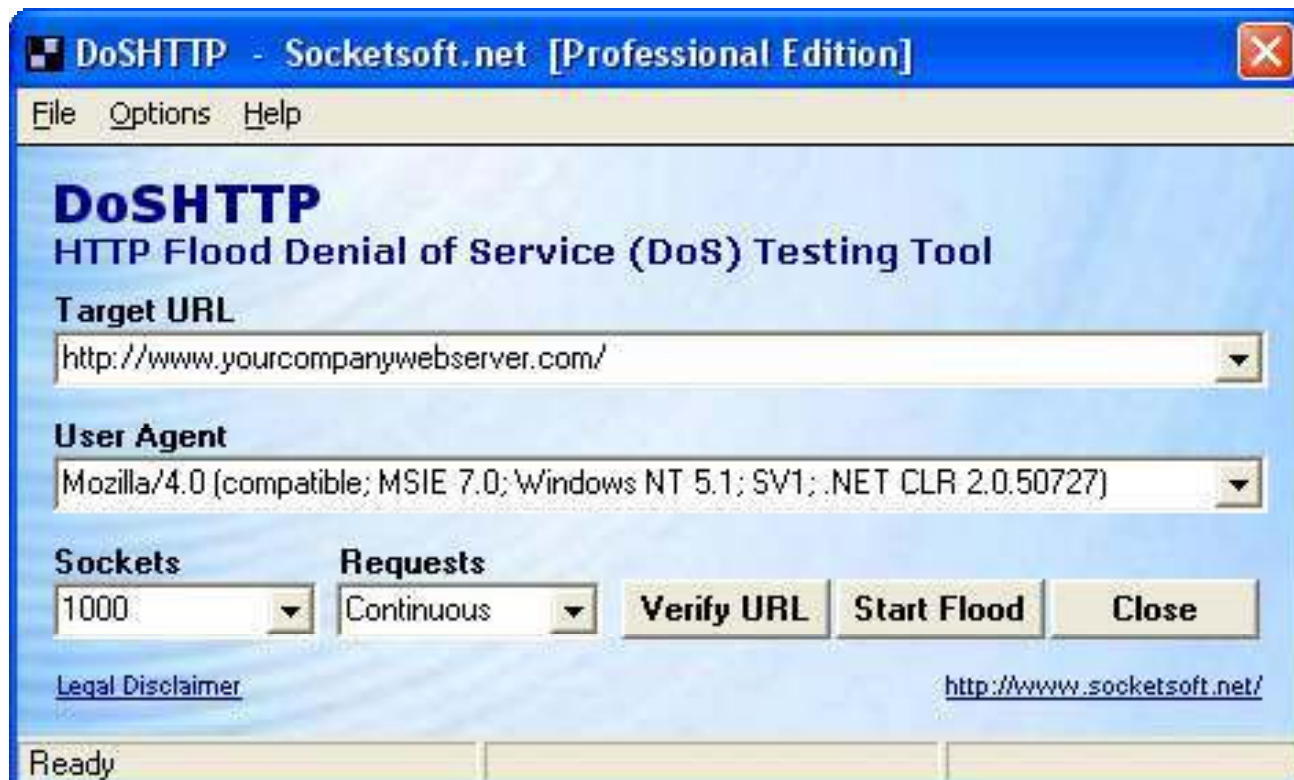 DoSHTTP - Socketsoft.net [Professional Edition]
File Options Help
DoSHTTP
HTTP Flood Denial of Service (DoS) Testing Tool
Target URL
http://www.yourcompanywebserver.com/
User Agent
Mozilla/4.0 (compatible; MSIE 7.0; Windows NT 5.1; SV1; .NET CLR 2.0.50727)
Sockets Requests
1000 Continuous Verify URL Start Flood Close
Legal Disclaimer http://www.socketsoft.net/
Ready